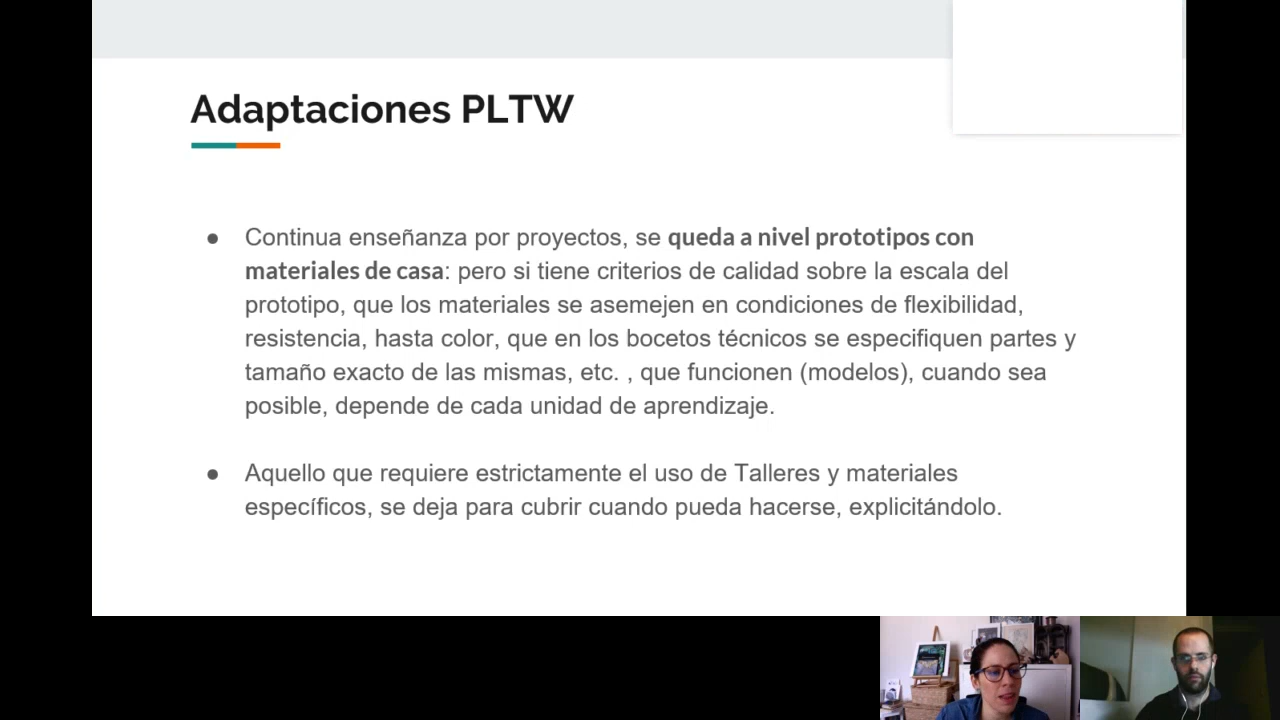 Adaptaciones PLTW
● Continua enseñanza por proyectos, se queda a nivel prototipos con
materiales de casa: pero si tiene criterios de calidad sobre la escala del
prototipo, que los materiales se asemejen en condiciones de flexibilidad,
resistencia, hasta color, que en los bocetos técnicos se especifiquen partes y
tamaño exacto de las mismas, etc. , que funcionen (modelos), cuando sea
posible, depende de cada unidad de aprendizaje.
● Aquello que requiere estrictamente el uso de Talleres y materiales
específicos, se deja para cubrir cuando pueda hacerse, explicitándolo.